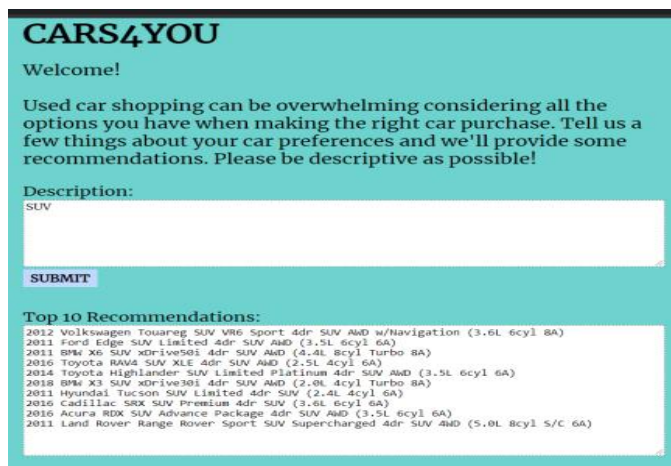 CARS4YOU
Welcome!
Used car shopping can be overwhelming considering all the
options you have when making the right car purchase. Tell us a
few things about your car preferences and we'll provide some
recommendations. Please be descriptive as possible!
Description:
SUV
SUBMIT
Top 10 Recommendations:
2012 Volkswagen Touareg SUV VR6 Sport 4dr SUV AWD w/Navigation (3.6L 6cyl 8A)
2011 Ford Edge SUV Limited 4dr SUV AWD (3.5L 6cyl 6A)
2011 BMW X6 SUV xDrive50i 4dr SUV AWD (4.4L 8cyl Turbo 8A)
2016 Toyota RAV4 SUV XLE 4dr SUV AWD (2.5L 4cyl 6A)
2014 Toyota Highlander SUV Limited Platinum 4dr SUV AWD (3.5L 6cyl 6A)
2018 BMW X3 SUV xDrive30i 4dr SUV AWD (2.0L 4cyl Turbo 8A)
2011 Hyundai Tucson SUV Limited 4dr SUV (2.4L 4cyl 6A)
2016 Cadillac SRX SUV Premium 4dr SUV (3.6L 6cyl 6A)
2016 Acura RDX SUV Advance Package 4dr SUV AWD (3.5L 6cyl 6A)
2011 Land Rover Range Rover Sport SUV Supercharged 4dr SUV 4WD (5.0L 8cyl S/C 6A)